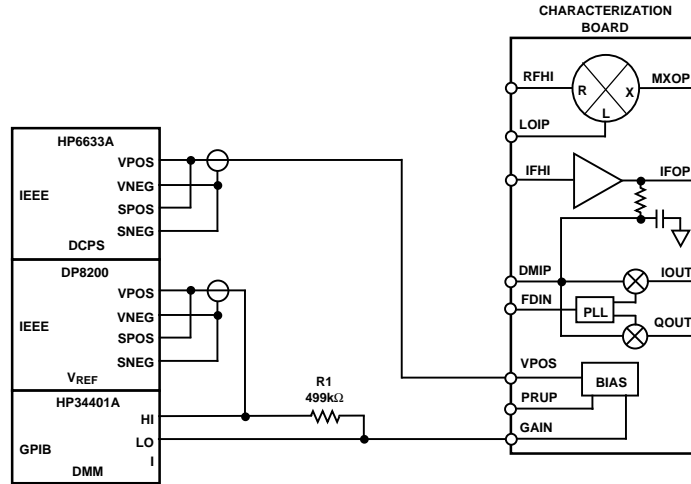 CHARACTERIZATION
BOARD
HP6633A
VPOS
IEEE
VNEG
SPOS
SNEG
DCPS
DP8200
VPOS
IEEE
VNEG
SPOS
SNEG
VREF
HP34401A
HI
GPIB
LO
I
DMM
R1
499kΩ
RFHI
R
X
L
MXOP
LOIP
IFHI
IFOP
DMIP
IOUT
FDIN
PLL
QOUT
VPOS
BIAS
PRUP
GAIN